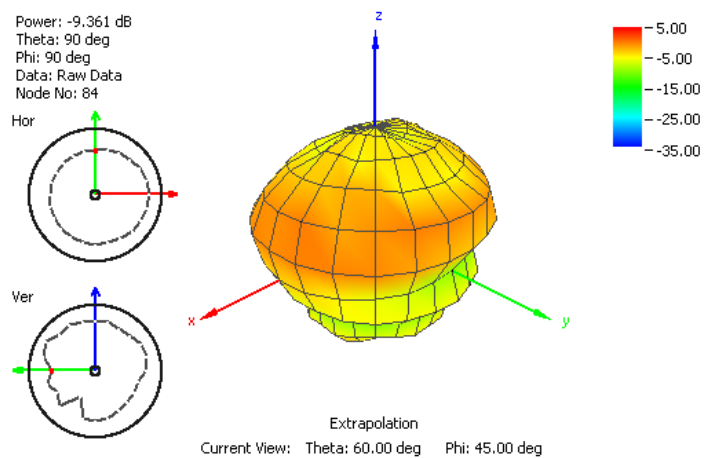 Power: -9.361 dB
Theta: 90 deg
Phi: 90 deg
Data: Raw Data
Node No: 84
Hor
Ver
z
x
y
5.00
-5.00
-15.00
-25.00
-35.00
Extrapolation
Current View: Theta: 60.00 deg Phi: 45.00 deg